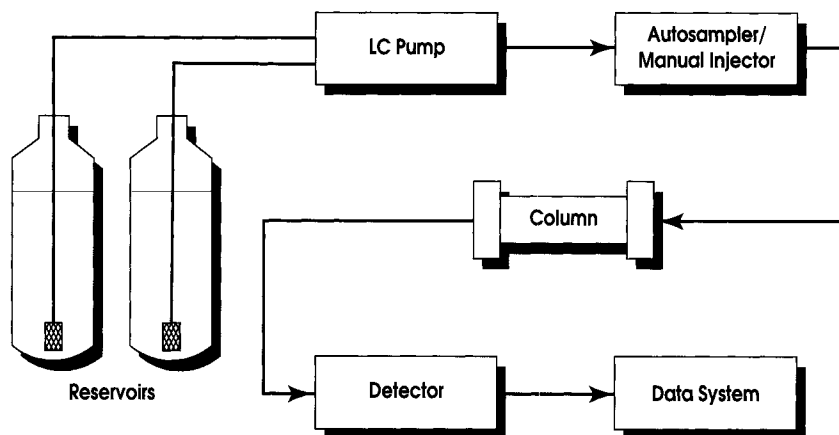 LC Pump
Autosampler/
Manual Injector
Column
Reservoirs
Detector
Data System